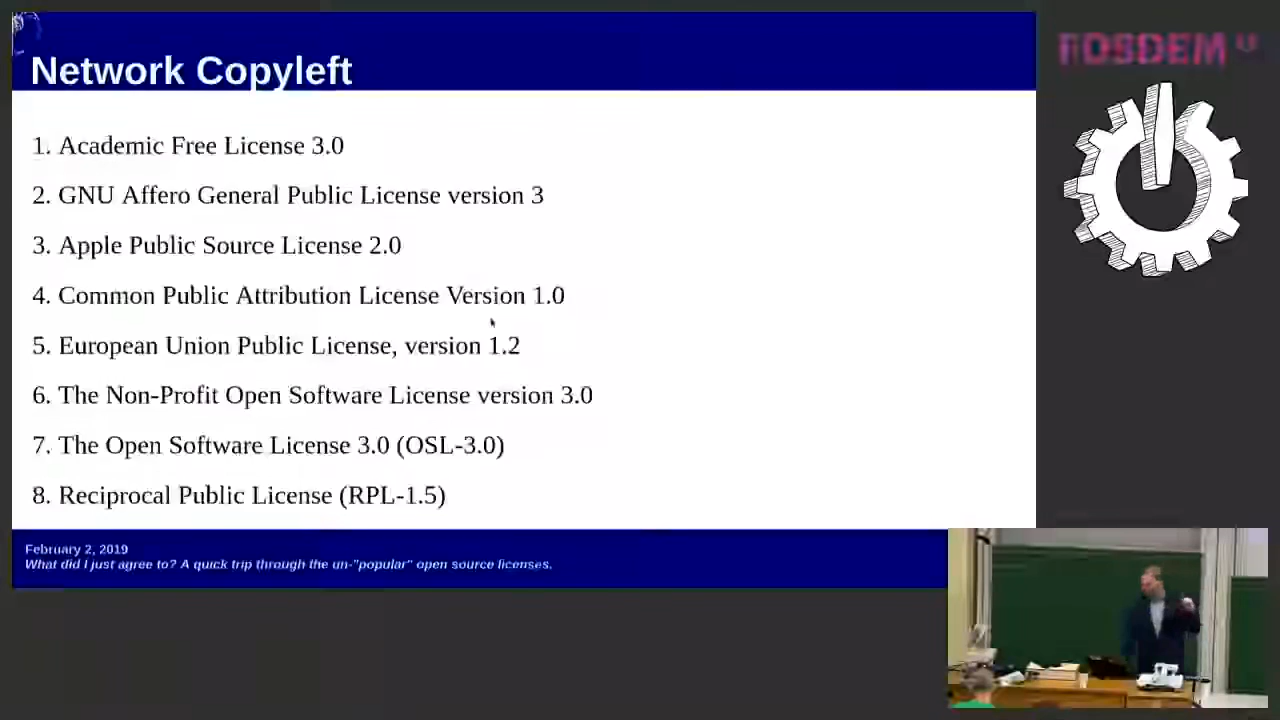 Network Copyleft
FOSDEM
1. Academic Free License 3.0
2. GNU Affero General Public License version 3
3. Apple Public Source License 2.0
4. Common Public Attribution License Version 1.0
5. European Union Public License, version 1.2
6. The Non-Profit Open Software License version 3.0
7. The Open Software License 3.0 (OSL-3.0)
8. Reciprocal Public License (RPL-1.5)
February 2, 2019
What did I just agree to? A quick trip through the un-"popular" open source licenses.